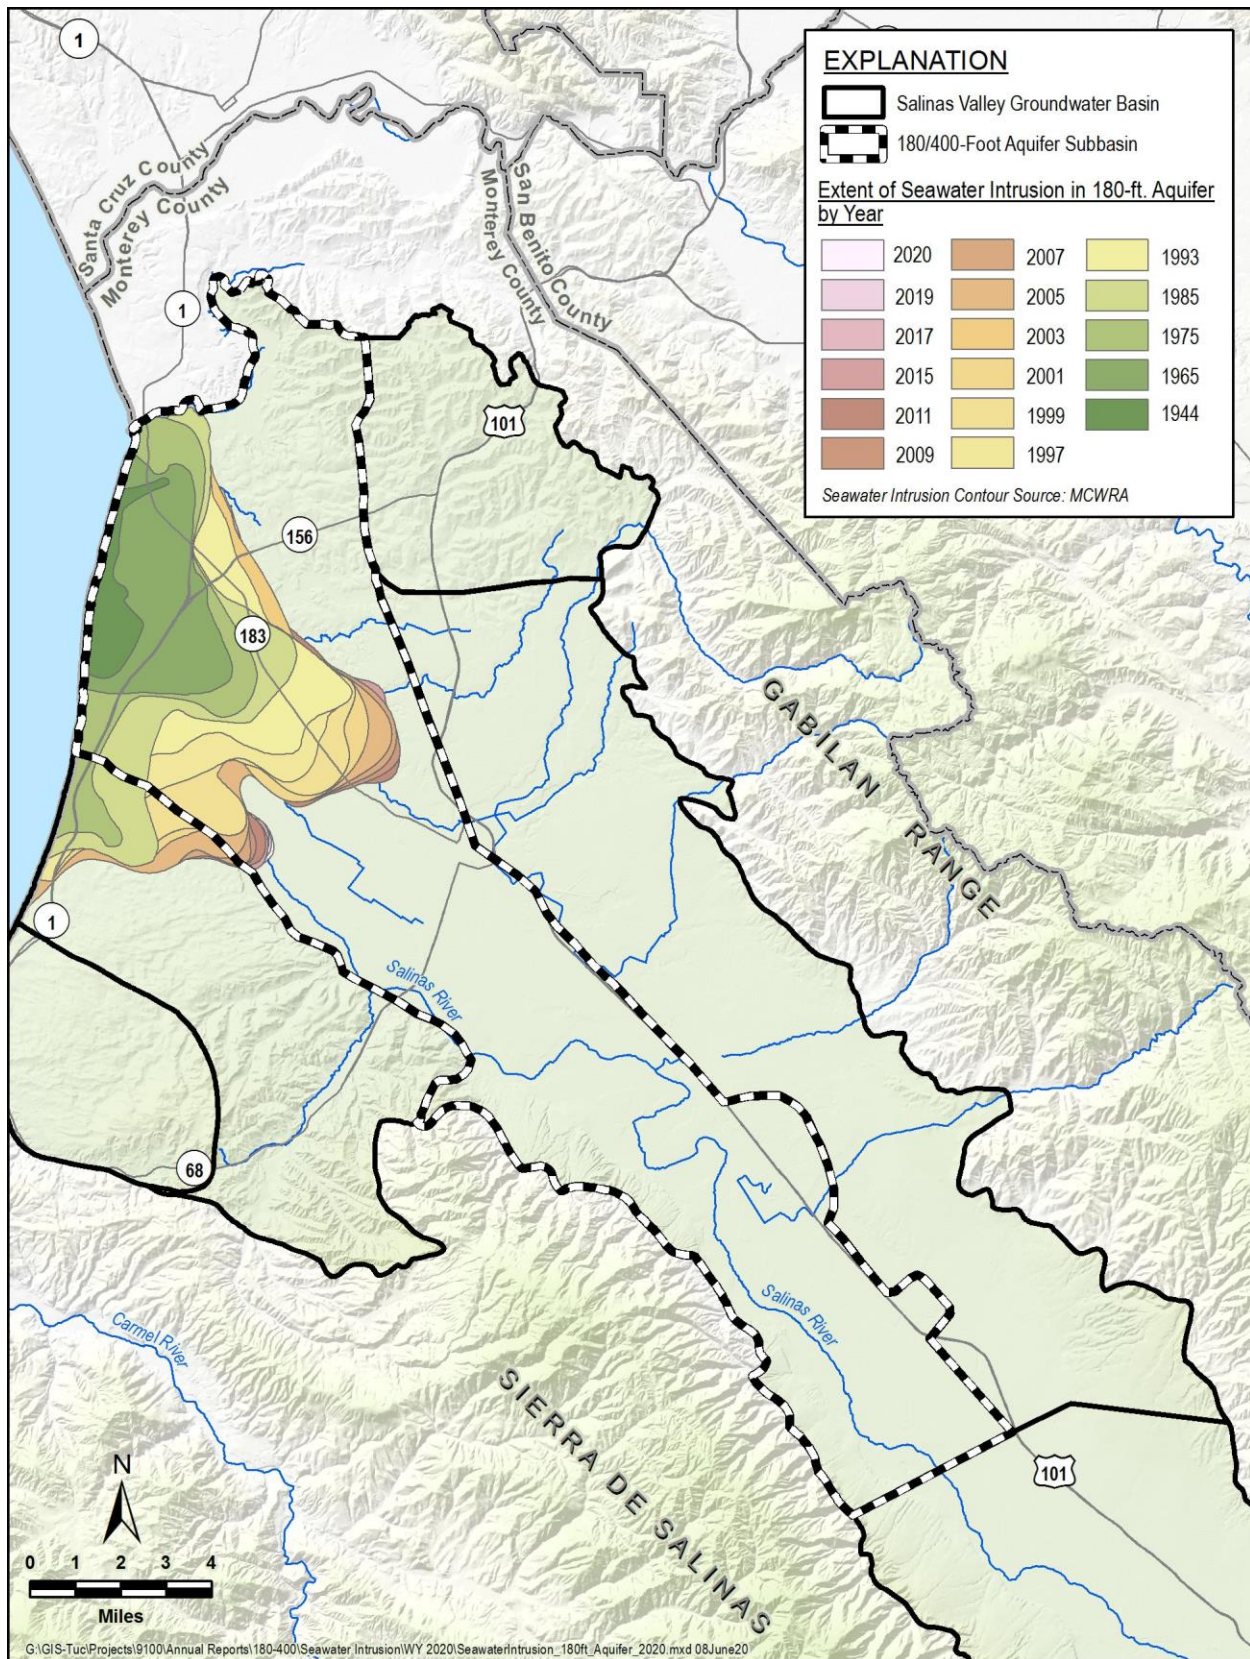 EXPLANATION
Salinas Valley Groundwater Basin
180/400-Foot Aquifer Subbasin
Extent of Seawater Intrusion in 180-ft. Aquifer
by Year
2020
2019
2017
2015
2011
2009
2007
2005
2003
2001
1999
1997
1993
1985
1975
1965
1944
Seawater Intrusion Contour Source: MCWRA
1
Santa Cruz County
Monterey County
San Benito County
Monterey County
1
101
156
183
GABILAN
RANGE
1
Salinas River
68
Salinas River
Carmel River
SIERRA DE SALINAS
101
N
0 1 2 3 4
Miles
G:\GIS-Tuc\Projects\9100\Annual Reports\180-400\Seawater Intrusion\WY 2020\SeawaterIntrusion_180ft_Aquifer_2020.mxd 08June20